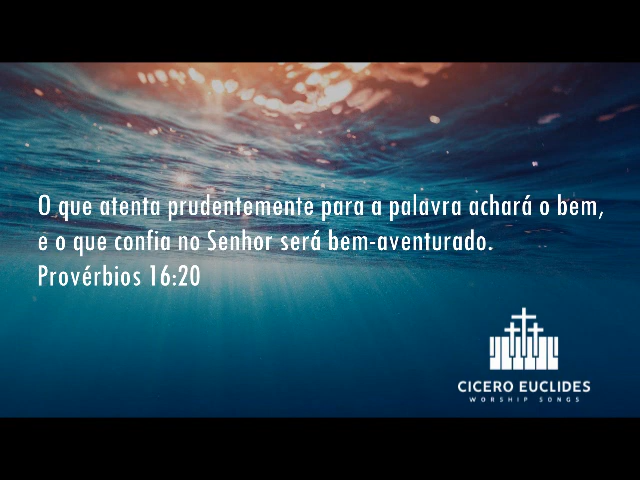 O que atenta prudentemente para a palavra achará o bem,
e o que confia no Senhor será bem-aventurado.
Provérbios 16:20
CICERO EUCLIDES
WORSHIP SONGS